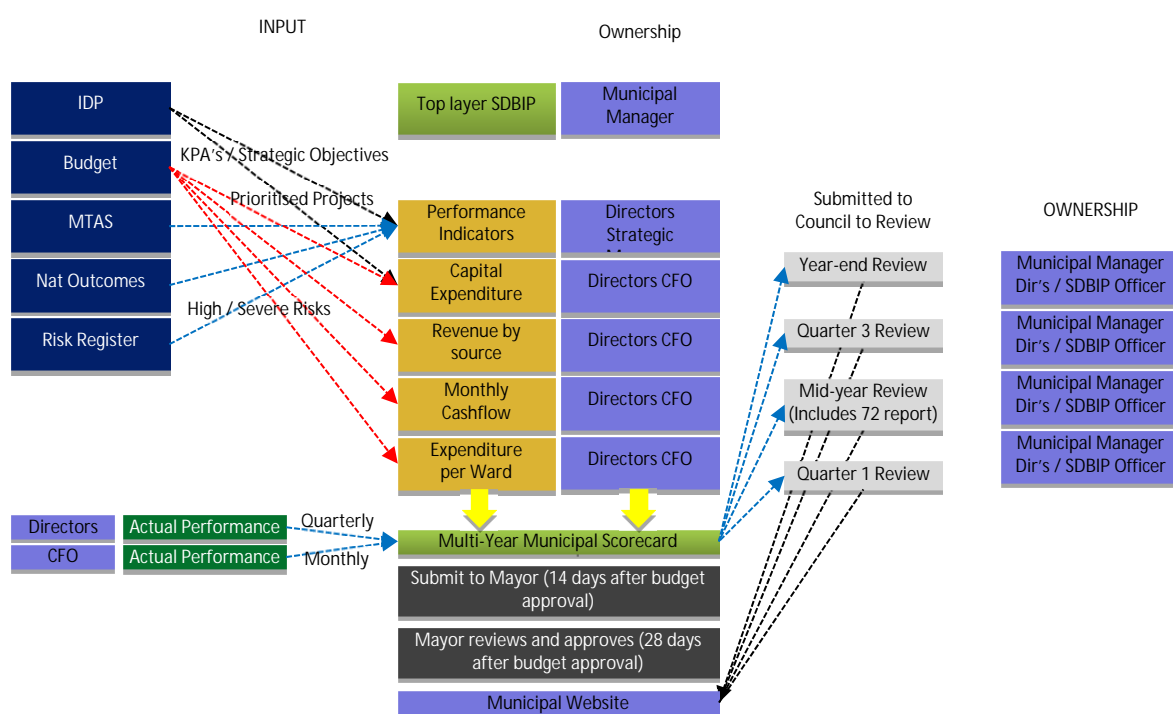 INPUT
Ownership
IDP
Top layer SDBIP
Municipal
Manager
Budget
KPA's / Strategic Objectives
Prioritised Projects
MTAS
Performance
Indicators
Directors
Strategic
Submitted to
Council to Review
OWNERSHIP
Nat Outcomes
Capital
Expenditure
Directors CFO
Year-end Review
Municipal Manager
Dir's / SDBIP Officer
High / Severe Risks
Risk Register
Revenue by
source
Directors CFO
Quarter 3 Review
Municipal Manager
Dir's / SDBIP Officer
Monthly
Cashflow
Directors CFO
Mid-year Review
(Includes 72 report)
Municipal Manager
Dir's / SDBIP Officer
Expenditure
per Ward
Directors CFO
Quarter 1 Review
Municipal Manager
Dir's / SDBIP Officer
Directors
Actual Performance
Quarterly
CFO
Actual Performance
Monthly
Multi-Year Municipal Scorecard
Submit to Mayor (14 days after budget
approval)
Mayor reviews and approves (28 days
after budget approval)
Municipal Website